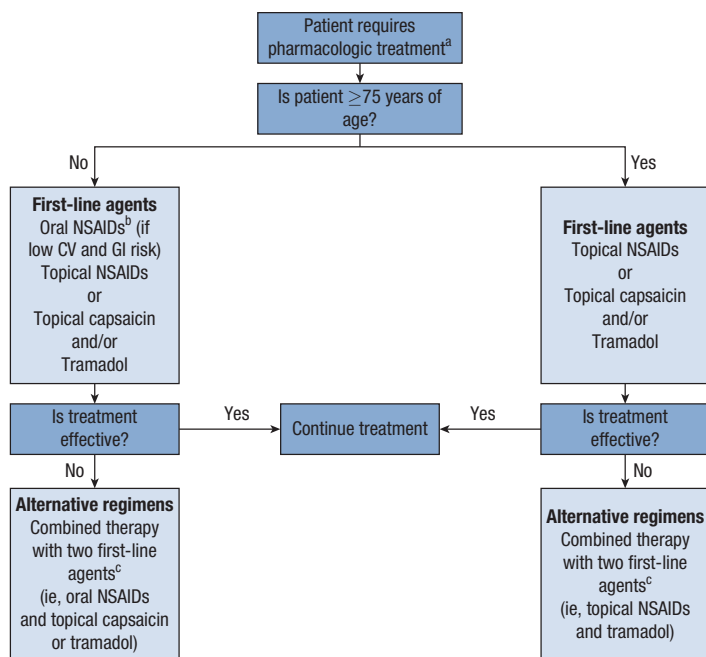 Patient requires
pharmacologic treatmentᵃ
Is patient ≥75 years of
age?
No
Yes
First-line agents
Oral NSAIDsᵇ (if
low CV and GI risk)
Topical NSAIDs
or
Topical capsaicin
and/or
Tramadol
First-line agents
Topical NSAIDs
or
Topical capsaicin
and/or
Tramadol
Is treatment
effective?
Yes
Continue treatment
Yes
Is treatment
effective?
No
No
Alternative regimens
Combined therapy
with two first-line
agentsᶜ
(ie, oral NSAIDs
and topical capsaicin
or tramadol)
Alternative regimens
Combined therapy
with two first-line
agentsᶜ
(ie, topical NSAIDs
and tramadol)